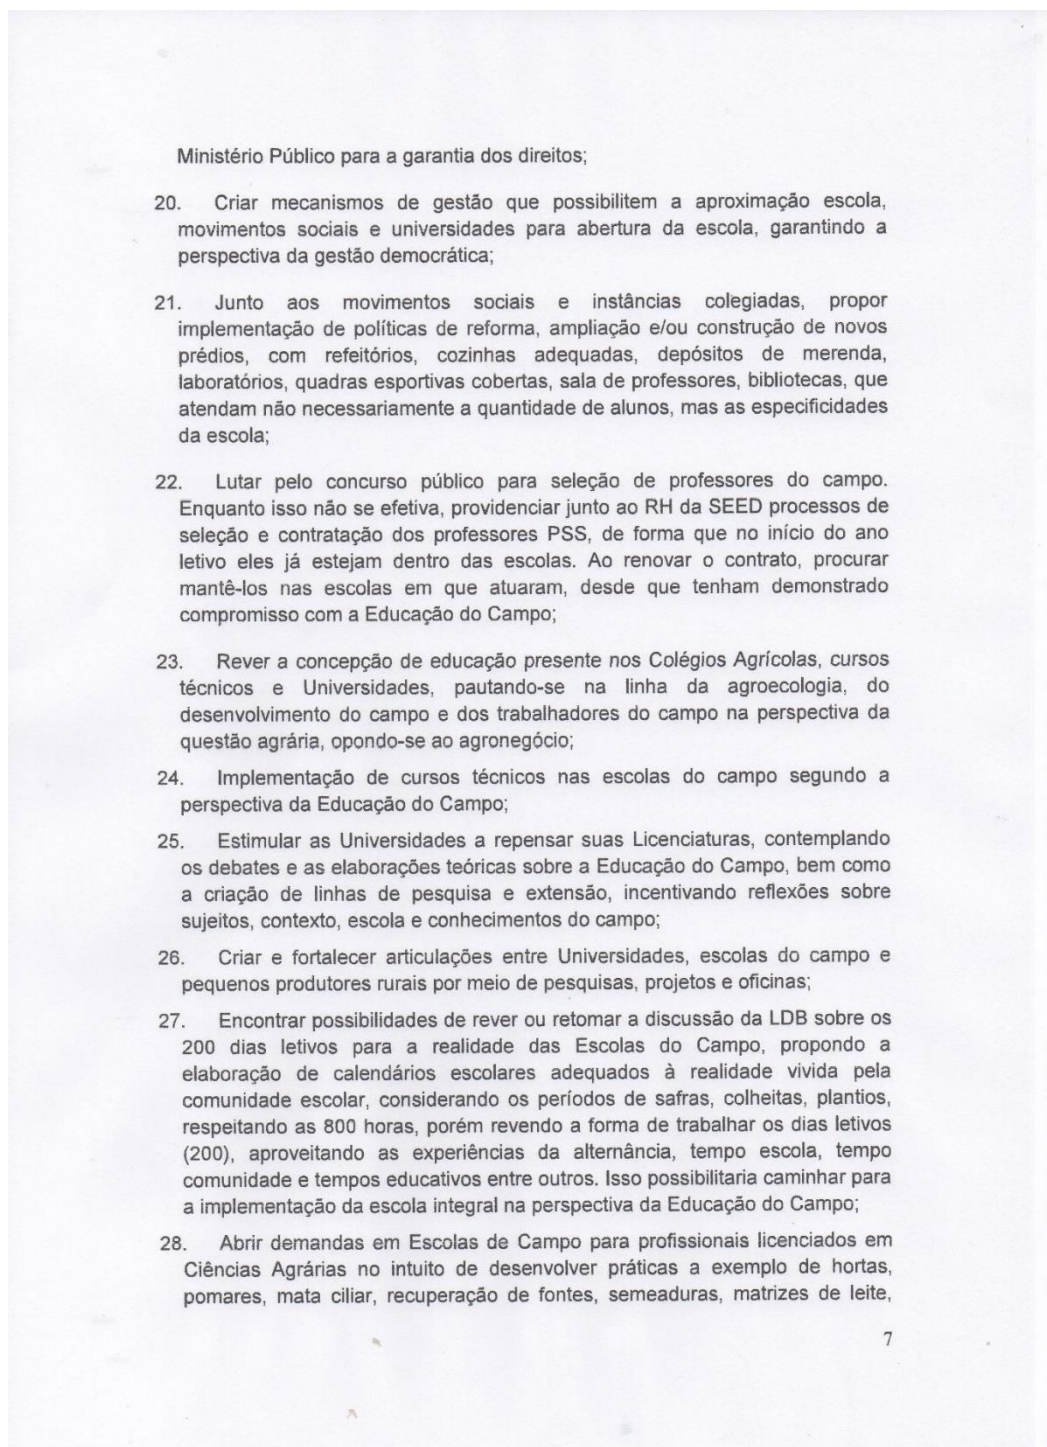 Ministério Público para a garantia dos direitos;
20. Criar mecanismos de gestão que possibilitem a aproximação escola,
movimentos sociais e universidades para abertura da escola, garantindo a
perspectiva da gestão democrática;
21. Junto aos movimentos sociais e instâncias colegiadas, propor
implementação de políticas de reforma, ampliação e/ou construção de novos
prédios, com refeitórios, cozinhas adequadas, depósitos de merenda,
laboratórios, quadras esportivas cobertas, sala de professores, bibliotecas, que
atendam não necessariamente a quantidade de alunos, mas as especificidades
da escola;
22. Lutar pelo concurso público para seleção de professores do campo.
Enquanto isso não se efetiva, providenciar junto ao RH da SEED processos de
seleção e contratação dos professores PSS, de forma que no início do ano
letivo eles já estejam dentro das escolas. Ao renovar o contrato, procurar
mantê-los nas escolas em que atuaram, desde que tenham demonstrado
compromisso com a Educação do Campo;
23. Rever a concepção de educação presente nos Colégios Agrícolas, cursos
técnicos e Universidades, pautando-se na linha da agroecologia, do
desenvolvimento do campo e dos trabalhadores do campo na perspectiva da
questão agrária, opondo-se ao agronegócio;
24. Implementação de cursos técnicos nas escolas do campo segundo a
perspectiva da Educação do Campo;
25. Estimular as Universidades a repensar suas Licenciaturas, contemplando
os debates e as elaborações teóricas sobre a Educação do Campo, bem como
a criação de linhas de pesquisa e extensão, incentivando reflexões sobre
sujeitos, contexto, escola e conhecimentos do campo;
26. Criar e fortalecer articulações entre Universidades, escolas do campo e
pequenos produtores rurais por meio de pesquisas, projetos e oficinas;
27. Encontrar possibilidades de rever ou retomar a discussão da LDB sobre os
200 dias letivos para a realidade das Escolas do Campo, propondo a
elaboração de calendários escolares adequados à realidade vivida pela
comunidade escolar, considerando os períodos de safras, colheitas, plantios,
respeitando as 800 horas, porém revendo a forma de trabalhar os dias letivos
(200), aproveitando as experiências da alternância, tempo escola, tempo
comunidade e tempos educativos entre outros. Isso possibilitaria caminhar para
a implementação da escola integral na perspectiva da Educação do Campo;
28. Abrir demandas em Escolas de Campo para profissionais licenciados em
Ciências Agrárias no intuito de desenvolver práticas a exemplo de hortas,
pomares, mata ciliar, recuperação de fontes, semeaduras, matrizes de leite,
7